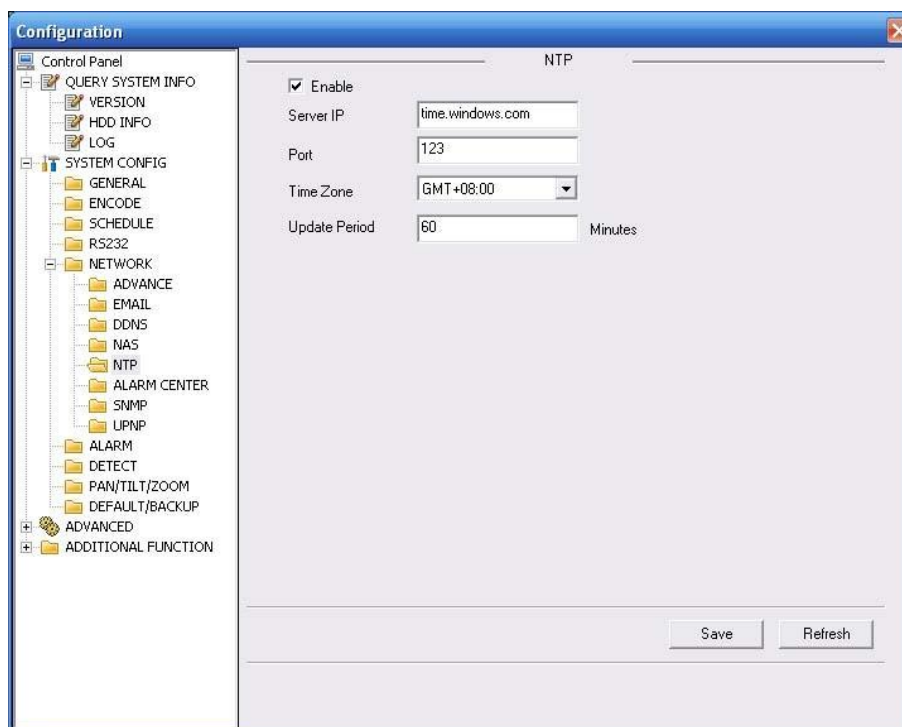 Configuration
Control Panel
QUERY SYSTEM INFO
VERSION
HDD INFO
LOG
SYSTEM CONFIG
GENERAL
ENCODE
SCHEDULE
RS232
NETWORK
ADVANCE
EMAIL
DDNS
NAS
NTP
ALARM CENTER
SNMP
UPNP
ALARM
DETECT
PAN/TILT/ZOOM
DEFAULT/BACKUP
ADVANCED
ADDITIONAL FUNCTION
NTP
Enable
Server IP time.windows.com
Port 123
Time Zone GMT+08:00
Update Period 60 Minutes
Save Refresh